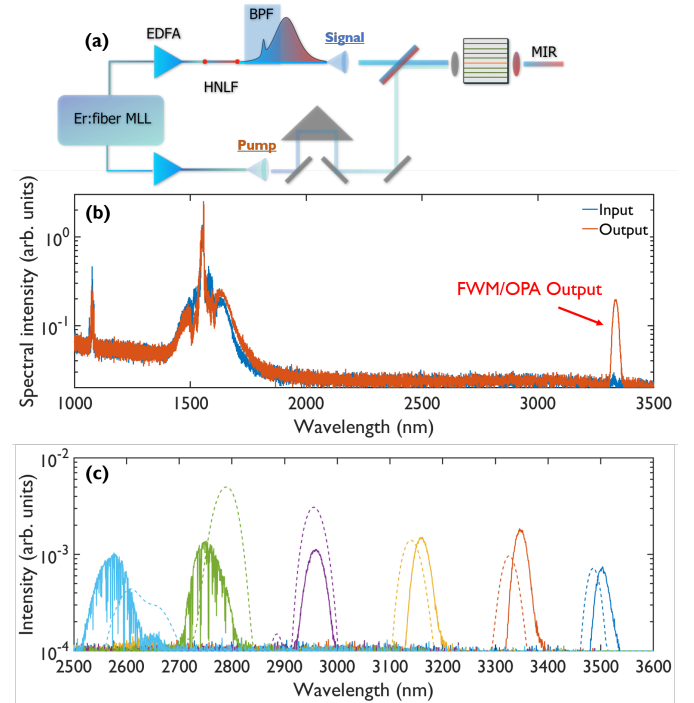 (a)
EDFA
BPF
Signal
HNLF
MIR
Er:fiber MLL
Pump
(b)
Spectral intensity (arb. units)
10^0
10^-1
Input
Output
FWM/OPA Output
1000 1500 2000 2500 3000 3500
Wavelength (nm)
(c)
Intensity (arb. units)
10^-2
10^-3
10^-4
2500 2600 2700 2800 2900 3000 3100 3200 3300 3400 3500 3600
Wavelength (nm)